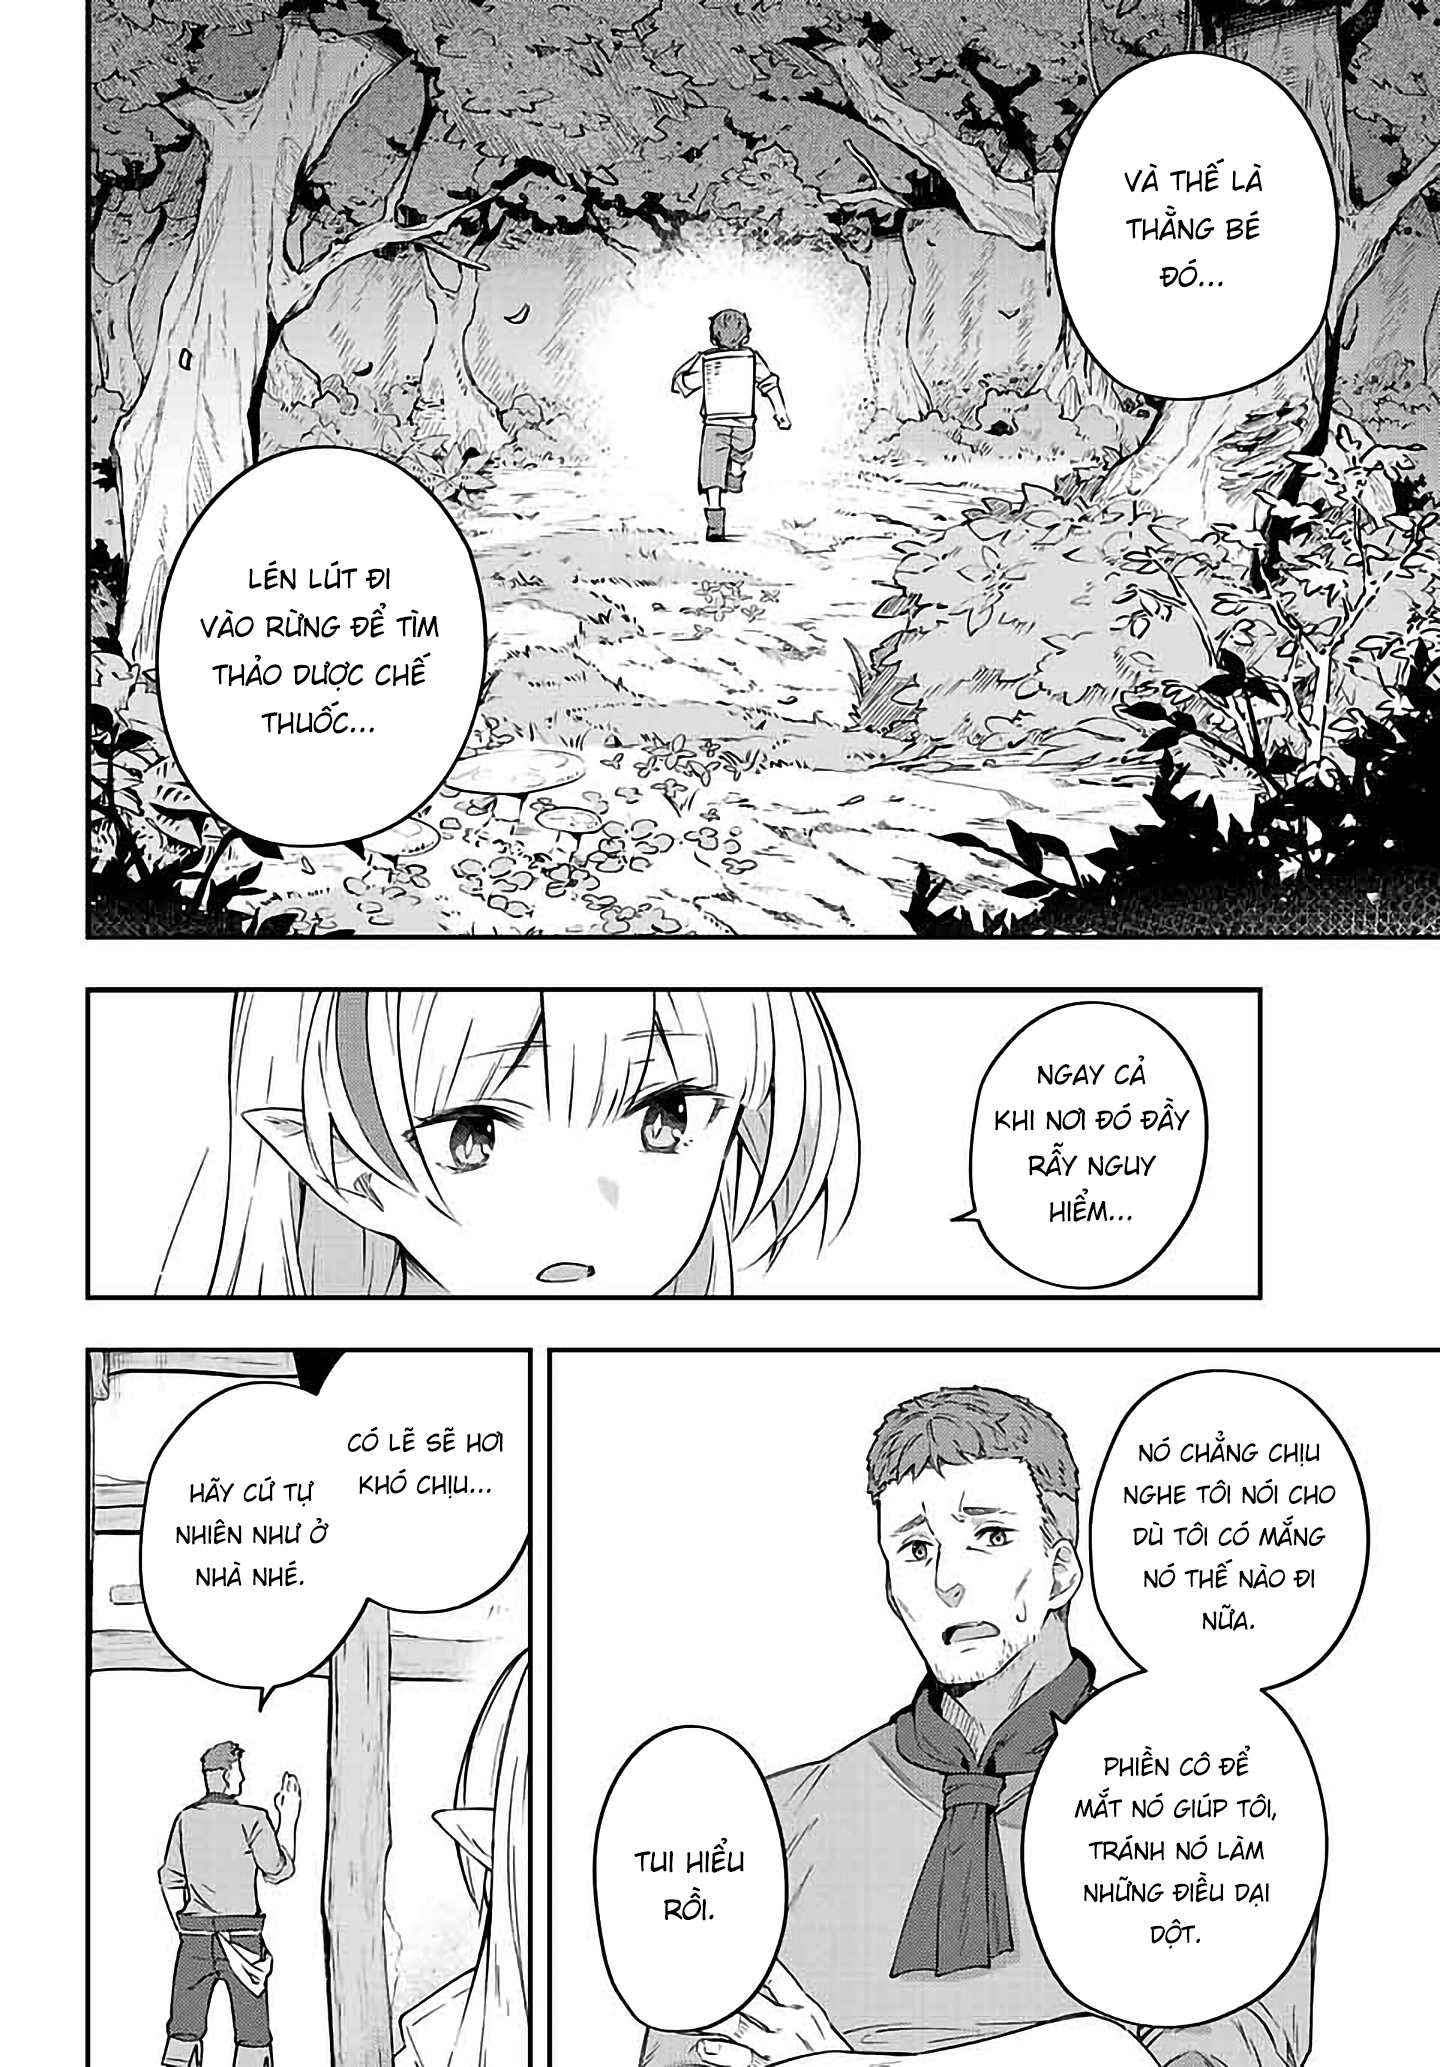 VÀ THẾ LÀ
THẰNG BÉ
ĐÓ...
LÉN LÚT ĐI
VÀO RỪNG ĐỂ TÌM
THẢO DƯỢC CHẾ
THUỐC...
NGAY CẢ
KHI NƠI ĐÓ ĐẦY
RẪY NGUY
HIỂM...
NÓ CHẲNG CHỊU
NGHE TÔI NÓI CHO
DÙ TÔI CÓ MẮNG
NÓ THẾ NÀO ĐI
NỮA.
PHIỀN CÔ ĐỂ
MẮT NÓ GIÚP TÔI,
TRÁNH NÓ LÀM
NHỮNG ĐIỀU DẠI
DỘT.
TUI HIỂU
RỒI.
CÓ LẼ SẼ HƠI
KHÓ CHỊU...
HÃY CỨ TỰ
NHIÊN NHƯ Ở
NHÀ NHÉ.